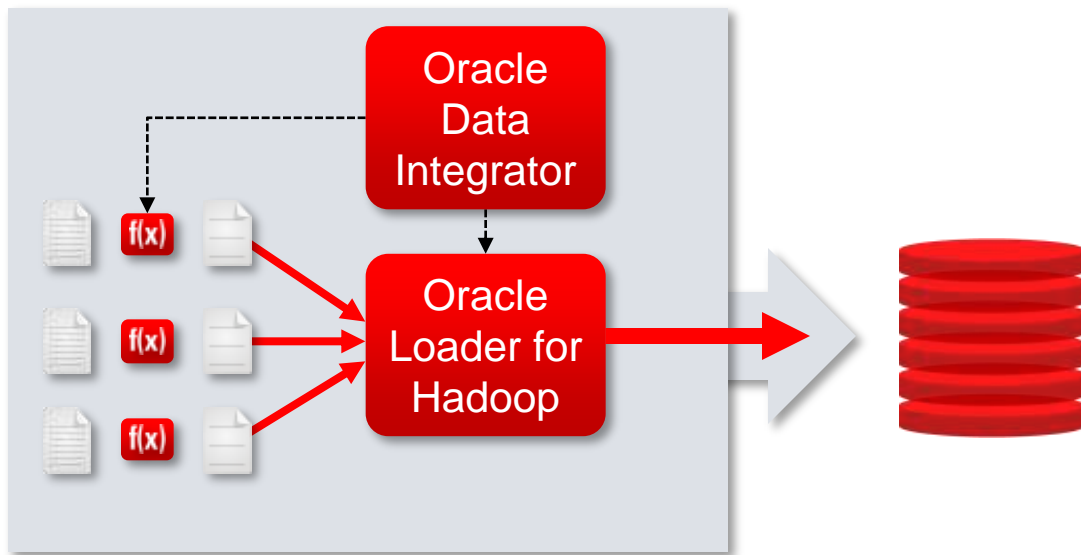 Oracle
Data
Integrator
f(x)
Oracle
Loader for
Hadoop
f(x)
f(x)